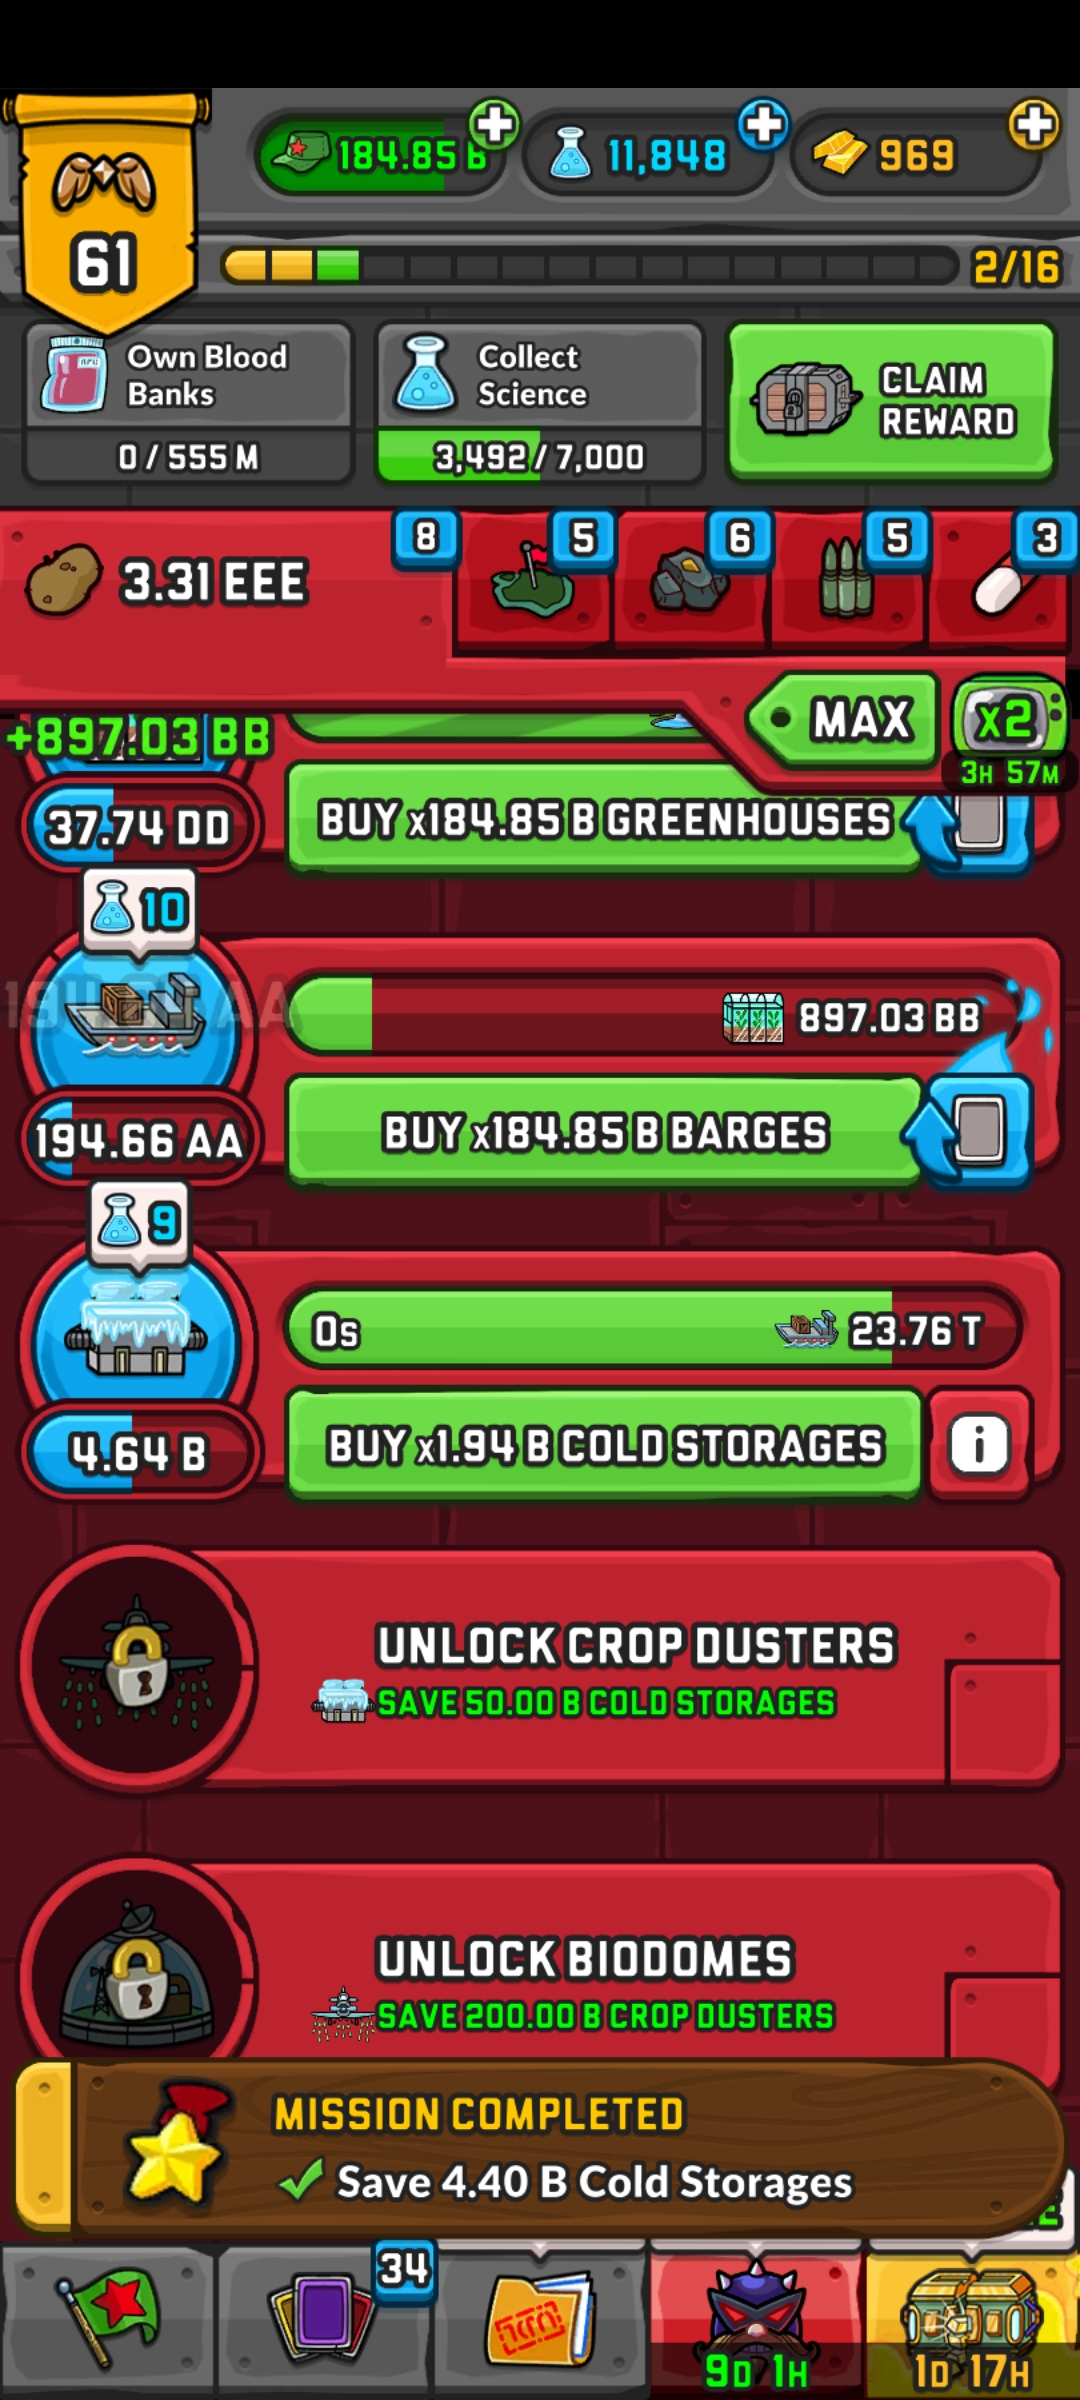 184.85 B
11,848
969
61
2/16
Own Blood
Banks
0 / 555 M
Collect
Science
3,492 / 7,000
CLAIM
REWARD
3.31 EEE
8
5
6
5
3
MAX
x2
3H 57M
+897.03 BB
37.74 DD
BUY x184.85 B GREENHOUSES
10
897.03 BB
194.66 AA
BUY x184.85 B BARGES
9
0s
23.76 T
4.64 B
BUY x1.94 B COLD STORAGES
i
UNLOCK CROP DUSTERS
SAVE 50.00 B COLD STORAGES
UNLOCK BIODOMES
SAVE 200.00 B CROP DUSTERS
MISSION COMPLETED
Save 4.40 B Cold Storages
34
9D 1H
1D 17H